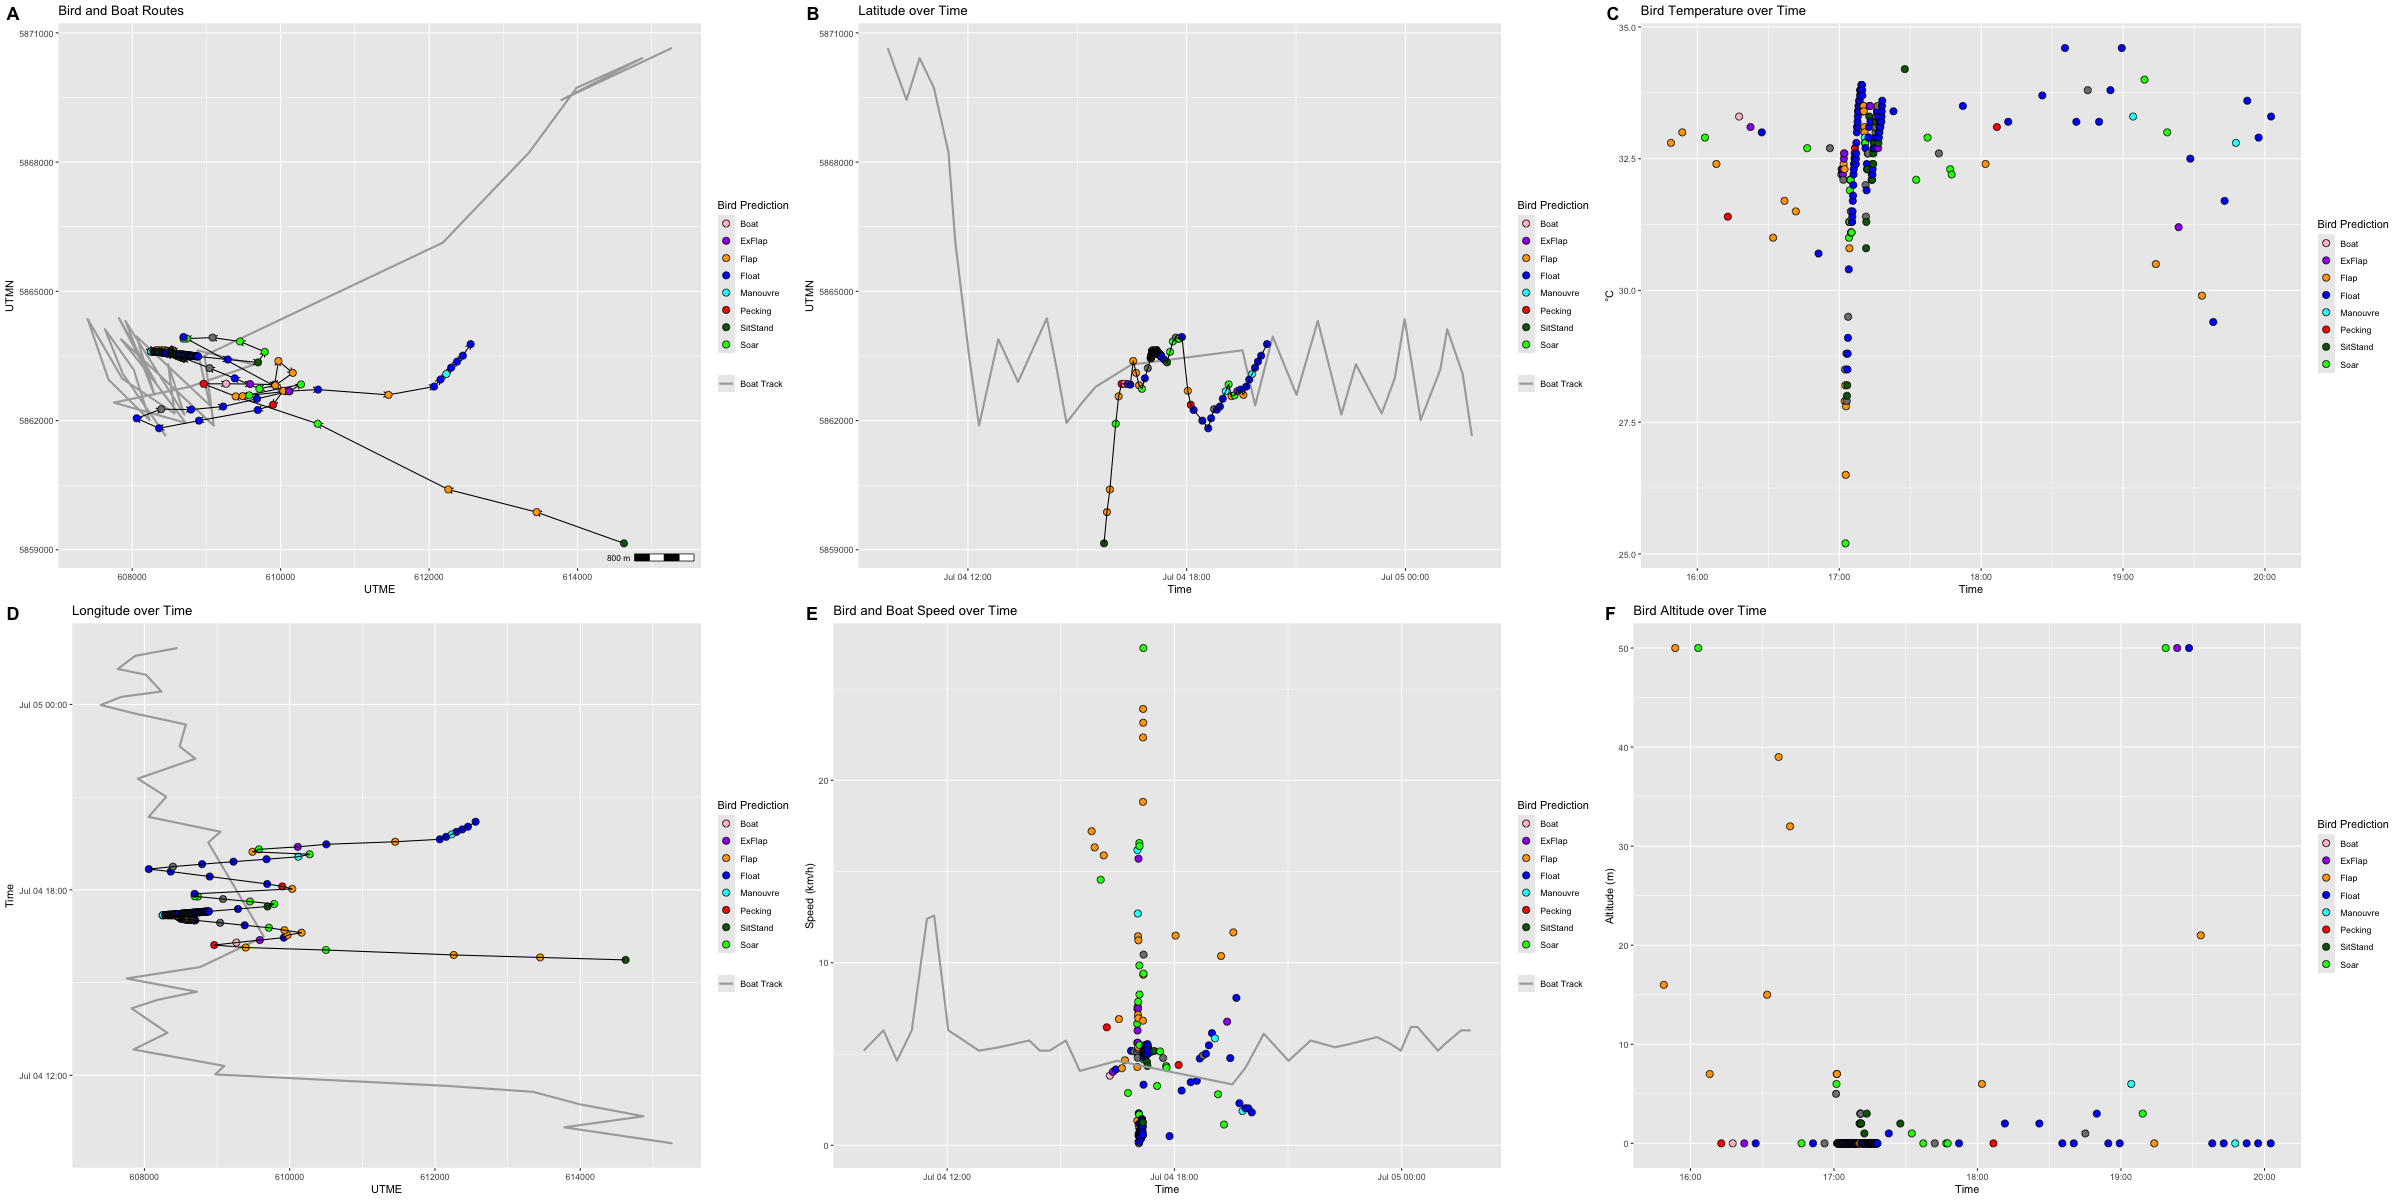 A Bird and Boat Routes
5871000
5868000
5865000
5862000
5859000
UTMN
608000 610000 612000 614000
UTME
800 m
Bird Prediction
Boat
ExFlap
Flap
Float
Manouvre
Pecking
SitStand
Soar
Boat Track
B Latitude over Time
5871000
5868000
5865000
5862000
5859000
UTMN
Jul 04 12:00 Jul 04 18:00 Jul 05 00:00
Time
Bird Prediction
Boat
ExFlap
Flap
Float
Manouvre
Pecking
SitStand
Soar
Boat Track
C Bird Temperature over Time
35.0
32.5
30.0
27.5
25.0
°C
16:00 17:00 18:00 19:00 20:00
Time
Bird Prediction
Boat
ExFlap
Flap
Float
Manouvre
Pecking
SitStand
Soar
D Longitude over Time
Jul 05 00:00
Jul 04 18:00
Jul 04 12:00
Time
608000 610000 612000 614000
UTME
Bird Prediction
Boat
ExFlap
Flap
Float
Manouvre
Pecking
SitStand
Soar
Boat Track
E Bird and Boat Speed over Time
20
10
0
Speed (km/h)
Jul 04 12:00 Jul 04 18:00 Jul 05 00:00
Time
Bird Prediction
Boat
ExFlap
Flap
Float
Manouvre
Pecking
SitStand
Soar
Boat Track
F Bird Altitude over Time
50
40
30
20
10
0
Altitude (m)
16:00 17:00 18:00 19:00 20:00
Time
Bird Prediction
Boat
ExFlap
Flap
Float
Manouvre
Pecking
SitStand
Soar